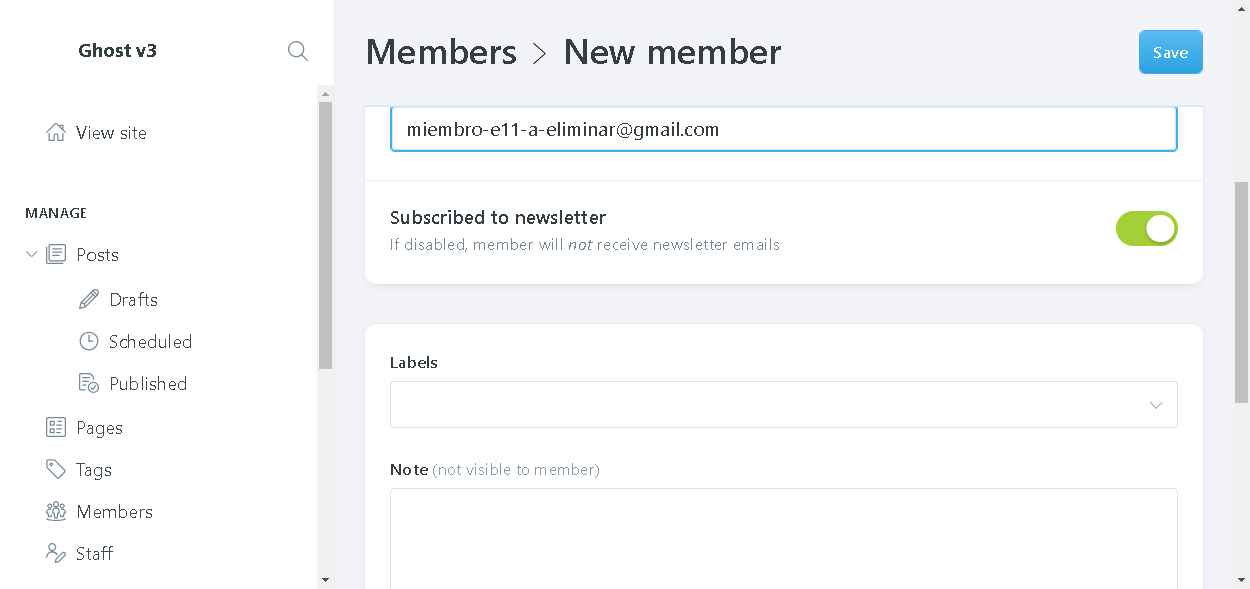 Ghost v3
View site
MANAGE
Posts
Drafts
Scheduled
Published
Pages
Tags
Members
Staff
Members > New member
Save
miembro-e11-a-eliminar@gmail.com
Subscribed to newsletter
If disabled, member will not receive newsletter emails
Labels
Note (not visible to member)